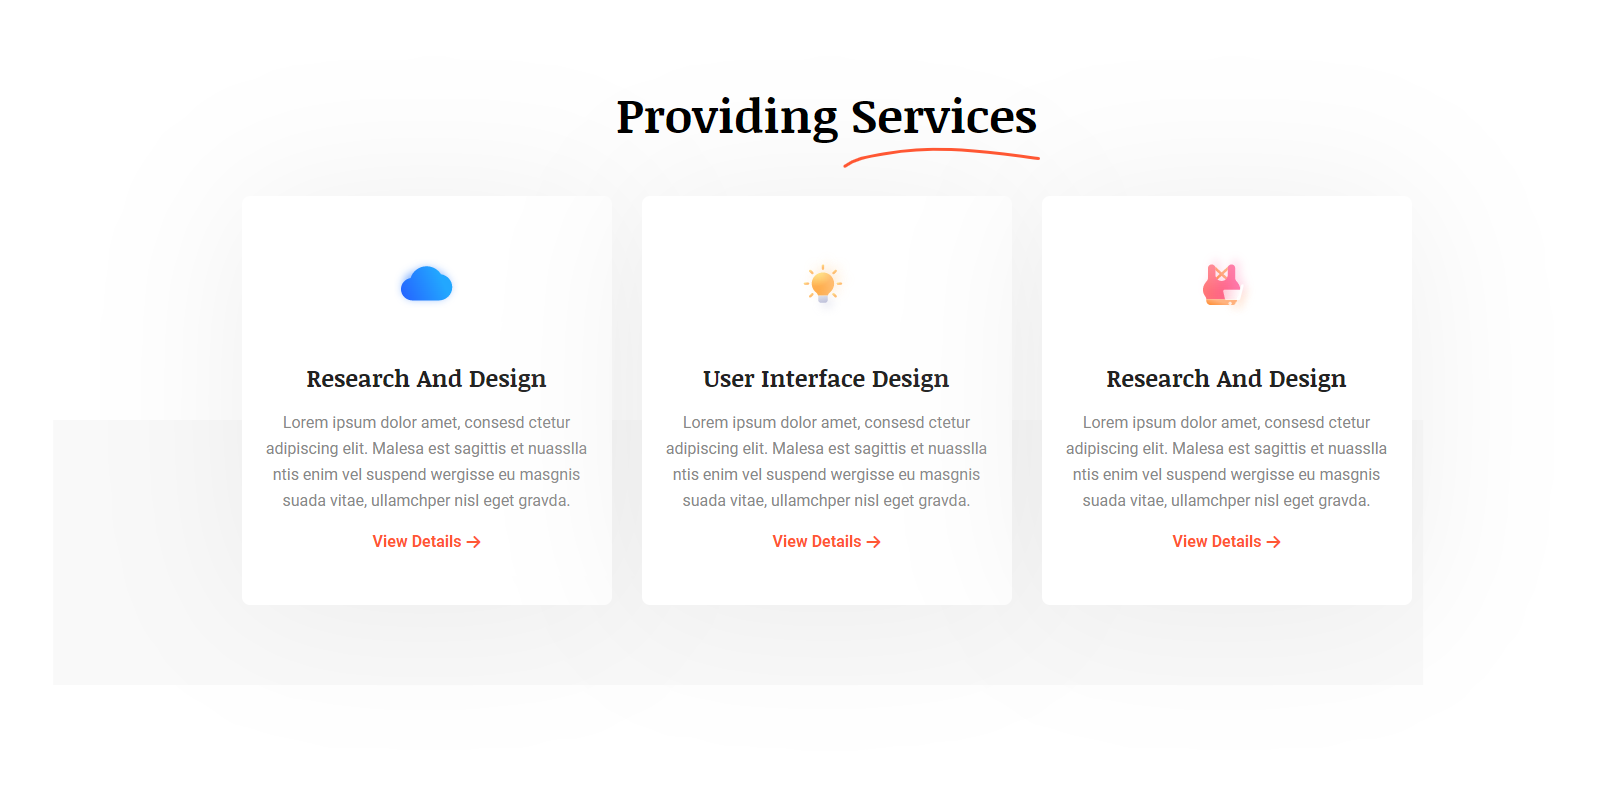 Providing Services
Research And Design
Lorem ipsum dolor amet, consesd ctetur
adipiscing elit. Malesa est sagittis et nuasslla
ntis enim vel suspend wergisse eu masgnis
suada vitae, ullamchper nisl eget gravda.
View Details →
User Interface Design
Lorem ipsum dolor amet, consesd ctetur
adipiscing elit. Malesa est sagittis et nuasslla
ntis enim vel suspend wergisse eu masgnis
suada vitae, ullamchper nisl eget gravda.
View Details →
Research And Design
Lorem ipsum dolor amet, consesd ctetur
adipiscing elit. Malesa est sagittis et nuasslla
ntis enim vel suspend wergisse eu masgnis
suada vitae, ullamchper nisl eget gravda.
View Details →